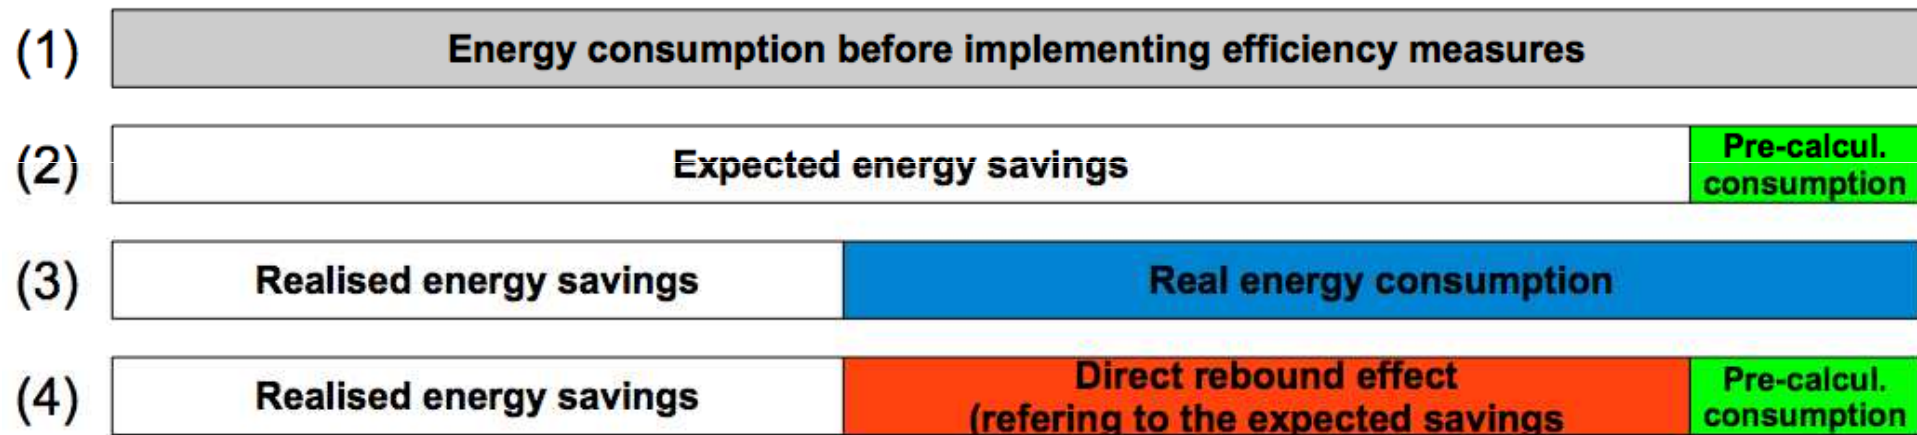 (1) Energy consumption before implementing efficiency measures
(2) Expected energy savings Pre-calcul.
consumption
(3) Realised energy savings Real energy consumption
(4) Realised energy savings Direct rebound effect
(refering to the expected savings
Pre-calcul.
consumption